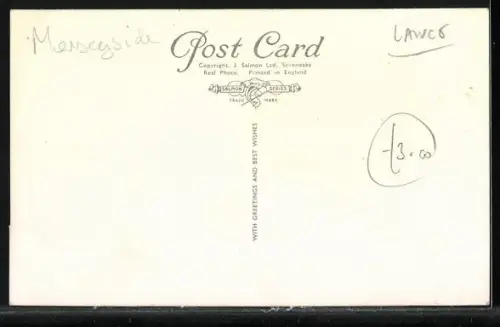 Merseyside
LANCS
Post Card
Copyright, J. Salmon Ltd., Sevenoaks
Real Photo. Printed in England
SALMON SERIES
TRADE MARK
£3.00
WITH GREETINGS AND BEST WISHES